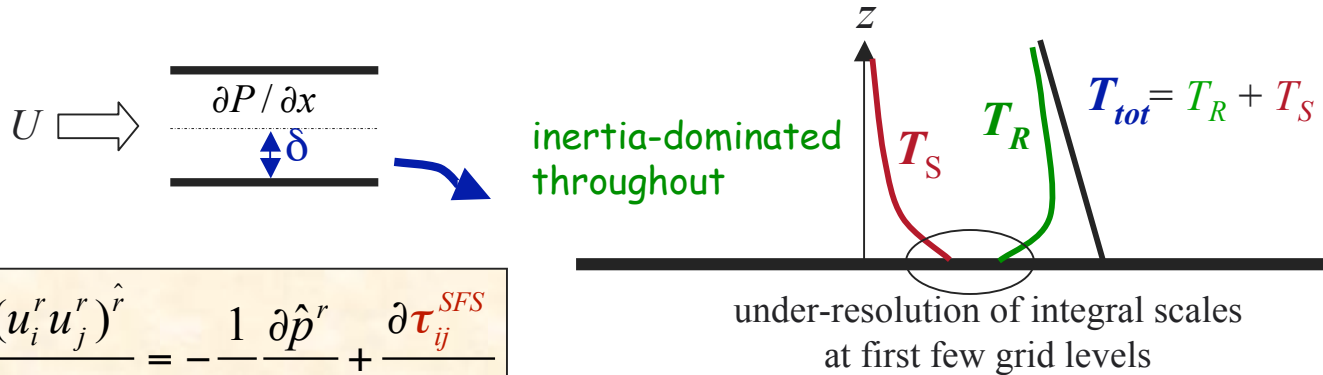 U
∂P / ∂x
δ
inertia-dominated
throughout
z
T_S
T_R
T_tot = T_R + T_S
under-resolution of integral scales
at first few grid levels
(u_i^r u_j^r)^r̂ = − 1 ∂p̂^r + ∂τ_ij^SFS